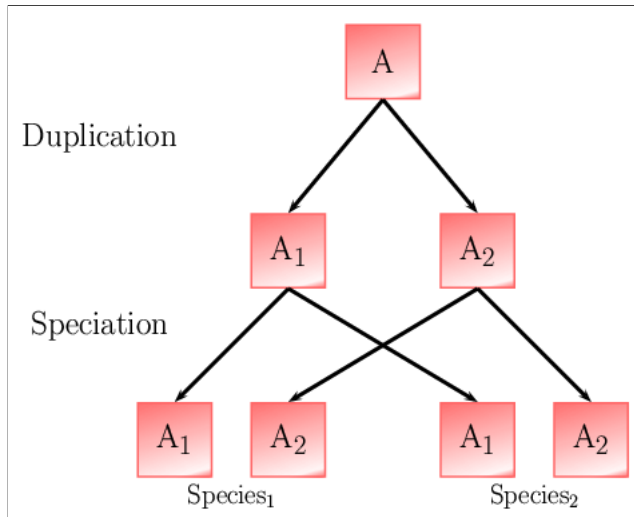 A
Duplication
A₁ A₂
Speciation
A₁ A₂ A₁ A₂
Species₁ Species₂